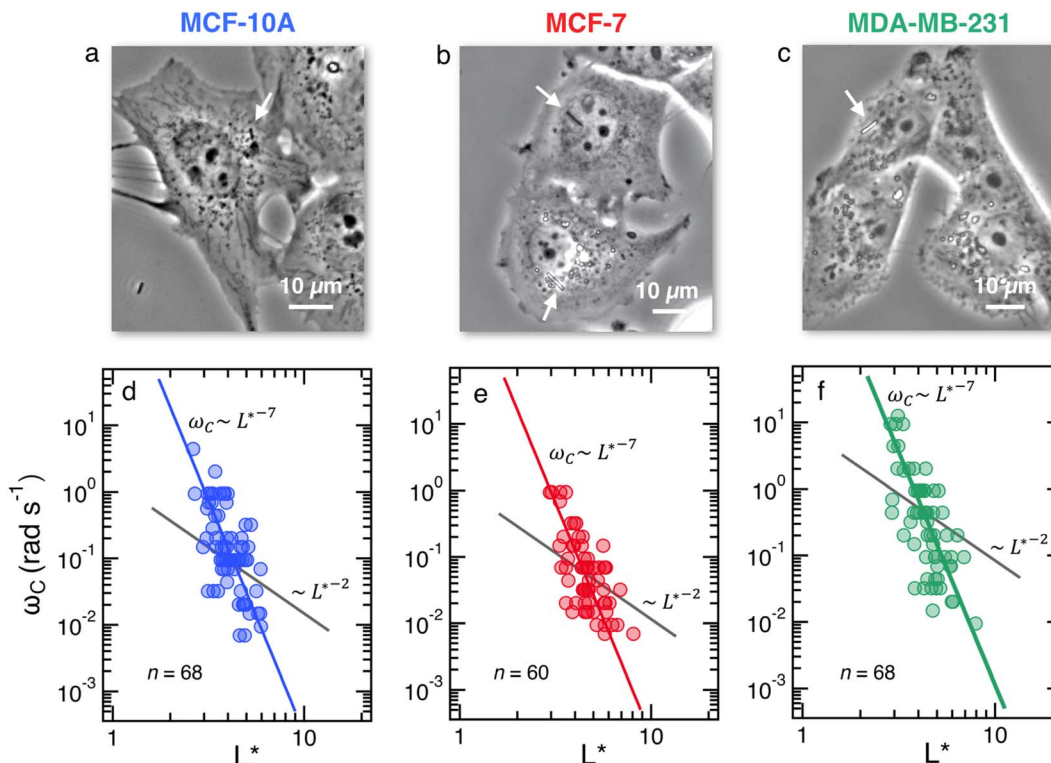 MCF-10A
MCF-7
MDA-MB-231
a
b
c
10 µm
10 µm
10 µm
d
e
f
ω_C ~ L*⁻⁷
ω_C ~ L*⁻⁷
ω_C ~ L*⁻⁷
~ L*⁻²
~ L*⁻²
~ L*⁻²
n = 68
n = 60
n = 68
ω_C (rad s⁻¹)
10¹
10⁰
10⁻¹
10⁻²
10⁻³
10¹
10⁰
10⁻¹
10⁻²
10⁻³
10¹
10⁰
10⁻¹
10⁻²
10⁻³
1
10
1
10
1
10
L*
L*
L*